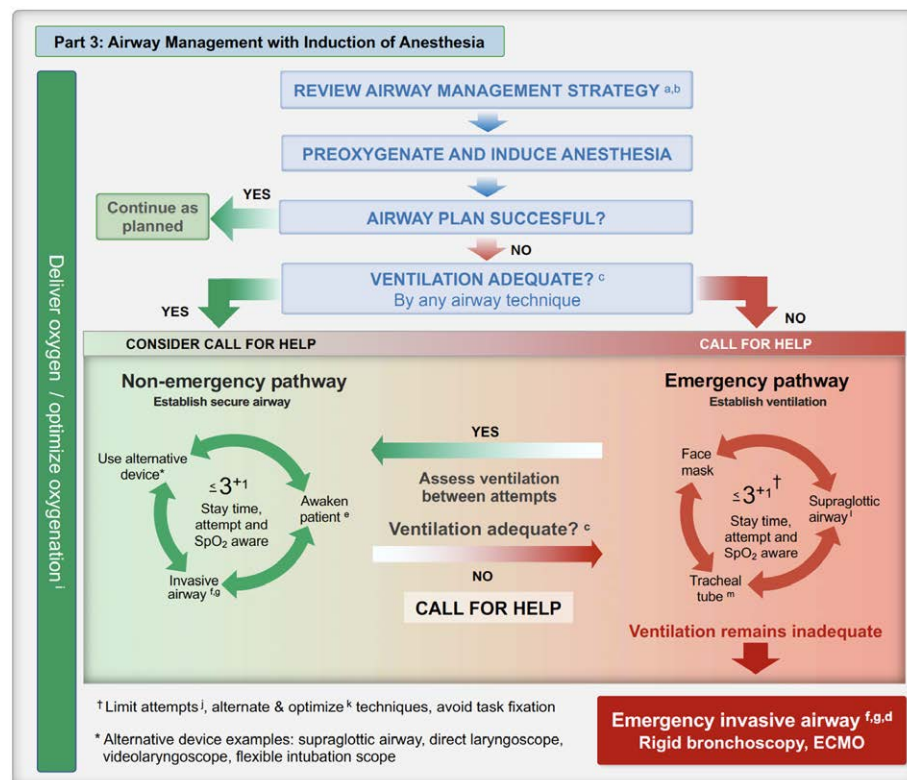 Part 3: Airway Management with Induction of Anesthesia
Deliver oxygen / optimize oxygenation i
REVIEW AIRWAY MANAGEMENT STRATEGY a,b
PREOXYGENATE AND INDUCE ANESTHESIA
YES
Continue as
planned
AIRWAY PLAN SUCCESFUL?
NO
VENTILATION ADEQUATE? c
By any airway technique
YES
NO
CONSIDER CALL FOR HELP
CALL FOR HELP
Non-emergency pathway
Establish secure airway
Use alternative
device*
≤ 3+1
Stay time,
attempt and
SpO2 aware
Awaken
patient e
Invasive
airway f,g
YES
Assess ventilation
between attempts
Ventilation adequate? c
NO
CALL FOR HELP
Emergency pathway
Establish ventilation
Face
mask
≤ 3+1†
Stay time,
attempt and
SpO2 aware
Supraglottic
airway l
Tracheal
tube m
Ventilation remains inadequate
† Limit attempts j, alternate & optimize k techniques, avoid task fixation
* Alternative device examples: supraglottic airway, direct laryngoscope,
videolaryngoscope, flexible intubation scope
Emergency invasive airway f,g,d
Rigid bronchoscopy, ECMO